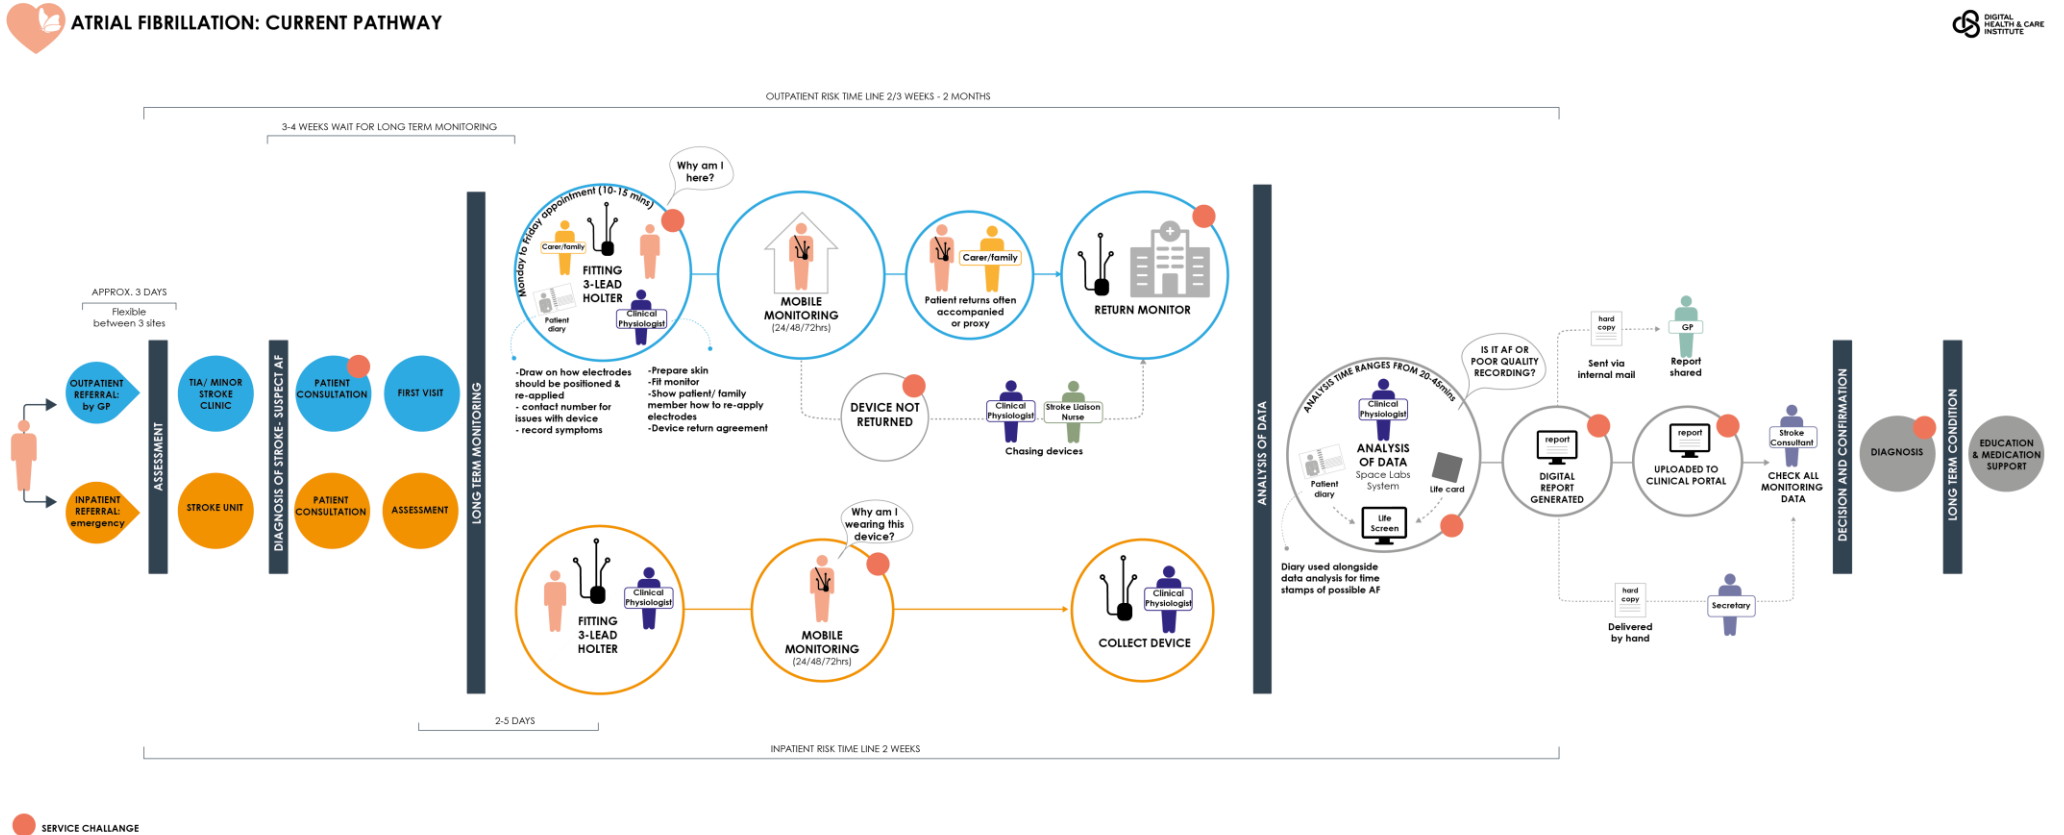 ATRIAL FIBRILLATION: CURRENT PATHWAY
DIGITAL
HEALTH & CARE
INSTITUTE
OUTPATIENT RISK TIME LINE 2/3 WEEKS - 2 MONTHS
3-4 WEEKS WAIT FOR LONG TERM MONITORING
APPROX. 3 DAYS
Flexible
between 3 sites
OUTPATIENT
REFERRAL:
by GP
INPATIENT
REFERRAL:
emergency
ASSESSMENT
TIA/ MINOR
STROKE
CLINIC
STROKE UNIT
DIAGNOSIS OF STROKE- SUSPECT AF
PATIENT
CONSULTATION
FIRST VISIT
PATIENT
CONSULTATION
ASSESSMENT
LONG TERM MONITORING
Why am I
here?
Monday to Friday appointment (10-15 mins)
Carer/family
FITTING
3-LEAD
HOLTER
Patient
diary
Clinical
Physiologist
-Draw on how electrodes
should be positioned &
re-applied
- contact number for
issues with device
- record symptoms
-Prepare skin
-Fit monitor
-Show patient/ family
member how to re-apply
electrodes
-Device return agreement
MOBILE
MONITORING
(24/48/72hrs)
Carer/family
Patient returns often
accompanied
or proxy
RETURN MONITOR
DEVICE NOT
RETURNED
Clinical
Physiologist
Stroke Liaison
Nurse
Chasing devices
Clinical
Physiologist
FITTING
3-LEAD
HOLTER
Why am I
wearing this
device?
MOBILE
MONITORING
(24/48/72hrs)
Clinical
Physiologist
COLLECT DEVICE
2-5 DAYS
INPATIENT RISK TIME LINE 2 WEEKS
ANALYSIS OF DATA
ANALYSIS TIME RANGES FROM 20-45mins
IS IT AF OR
POOR QUALITY
RECORDING?
Clinical
Physiologist
ANALYSIS
OF DATA
Space Labs
System
Patient
diary
Life card
Life
Screen
Diary used alongside
data analysis for time
stamps of possible AF
report
DIGITAL
REPORT
GENERATED
hard
copy
Sent via
internal mail
GP
Report
shared
report
UPLOADED TO
CLINICAL PORTAL
hard
copy
Delivered
by hand
Secretary
Stroke
Consultant
CHECK ALL
MONITORING
DATA
DECISION AND CONFIRMATION
DIAGNOSIS
LONG TERM CONDITION
EDUCATION
& MEDICATION
SUPPORT
SERVICE CHALLANGE